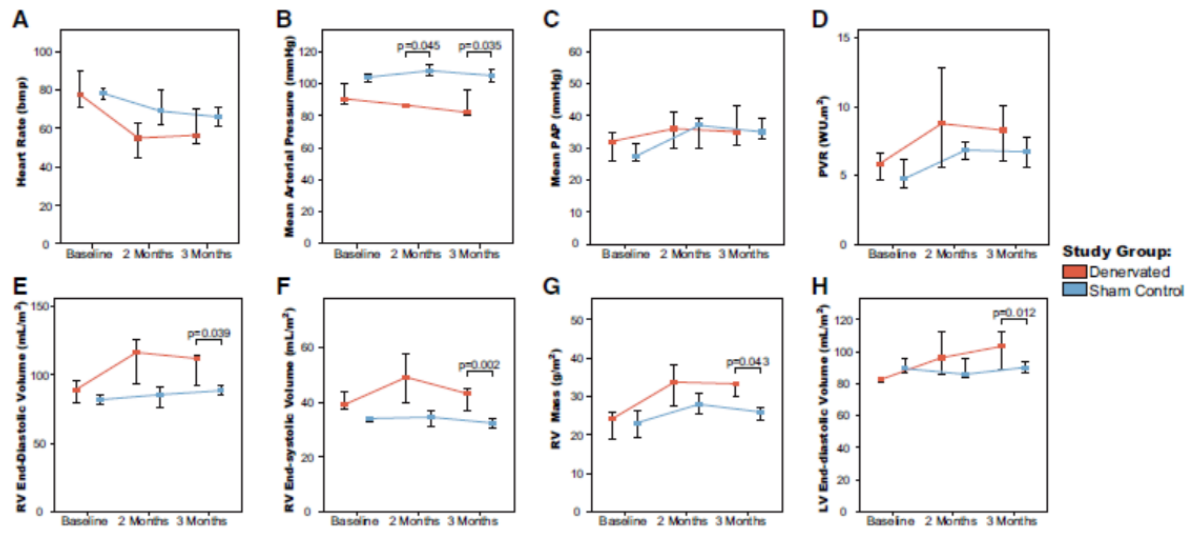 A
Heart Rate (bmp)
100
80
60
40
20
0
Baseline 2 Months 3 Months
B
Mean Arterial Pressure (mmHg)
120
100
80
60
40
20
0
p=0.045 p=0.035
Baseline 2 Months 3 Months
C
Mean PAP (mmHg)
60
50
40
30
20
10
0
Baseline 2 Months 3 Months
D
PVR (WU.m²)
15
10
5
0
Baseline 2 Months 3 Months
Study Group:
Denervated
Sham Control
E
RV End-Diastolic Volume (mL/m²)
150
100
50
0
p=0.039
Baseline 2 Months 3 Months
F
RV End-systolic Volume (mL/m²)
60
40
20
0
p=0.002
Baseline 2 Months 3 Months
G
RV Mass (g/m²)
50
40
30
20
10
0
p=0.043
Baseline 2 Months 3 Months
H
LV End-diastolic Volume (mL/m²)
120
100
80
60
40
20
0
p=0.012
Baseline 2 Months 3 Months